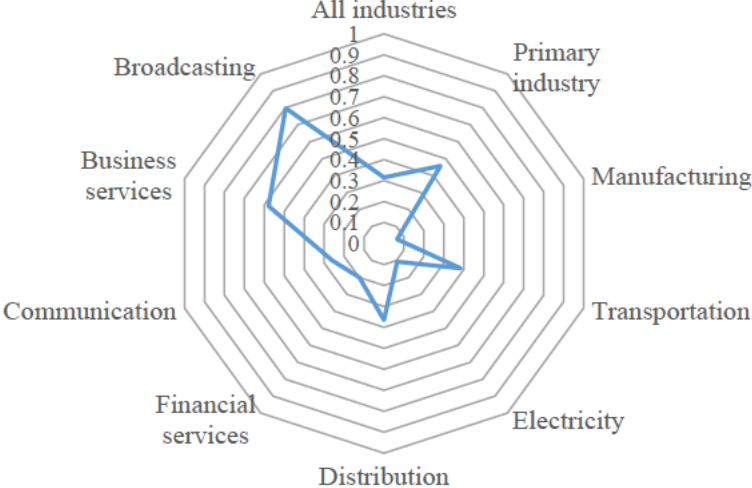 All industries
1
0.9
0.8
0.7
0.6
0.5
0.4
0.3
0.2
0.1
0
Primary
industry
Manufacturing
Transportation
Electricity
Distribution
Financial
services
Communication
Business
services
Broadcasting